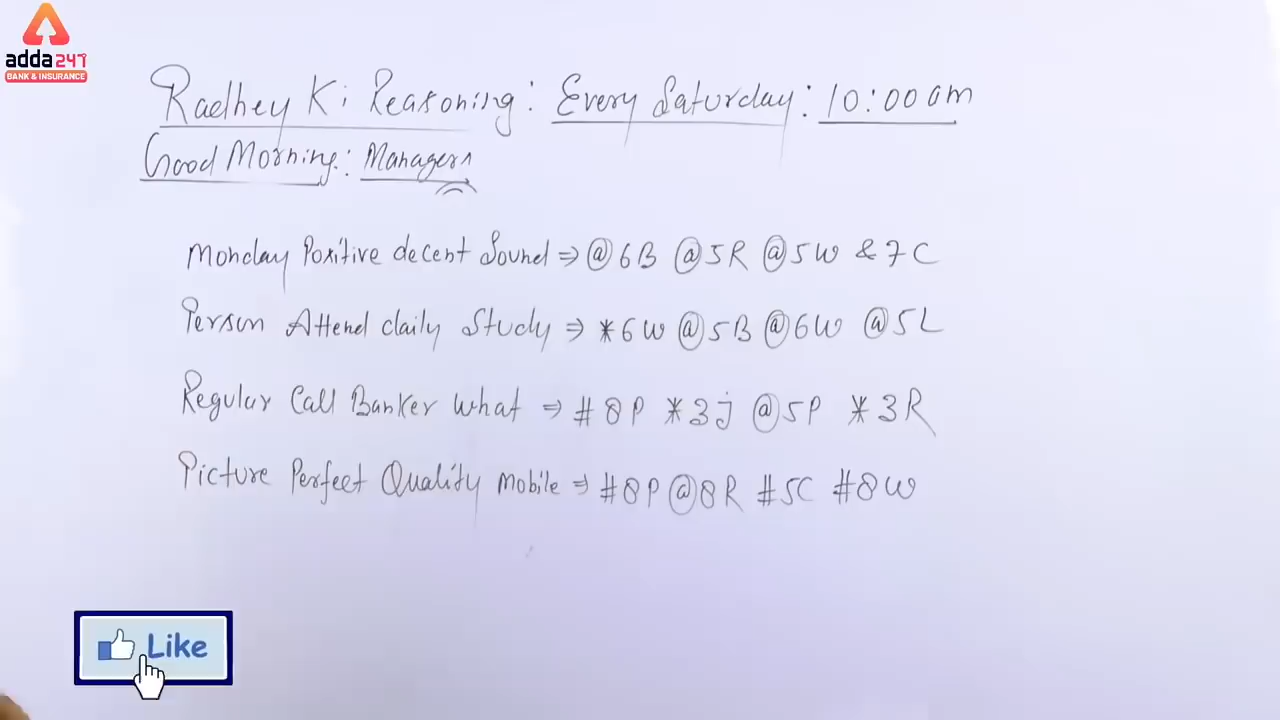 adda247
BANK & INSURANCE
Radhey Ki Reasoning: Every Saturday: 10:00am
Good Morning: Managers
Monday Positive decent Sound ⇒ @6B @5R @5W &7C
Person Attend daily Study ⇒ *6W @5B @6W @5L
Regular Call Banker What ⇒ #8P *3j @5P *3R
Picture Perfect Quality Mobile ⇒ #8P @8R #5C #8W
Like